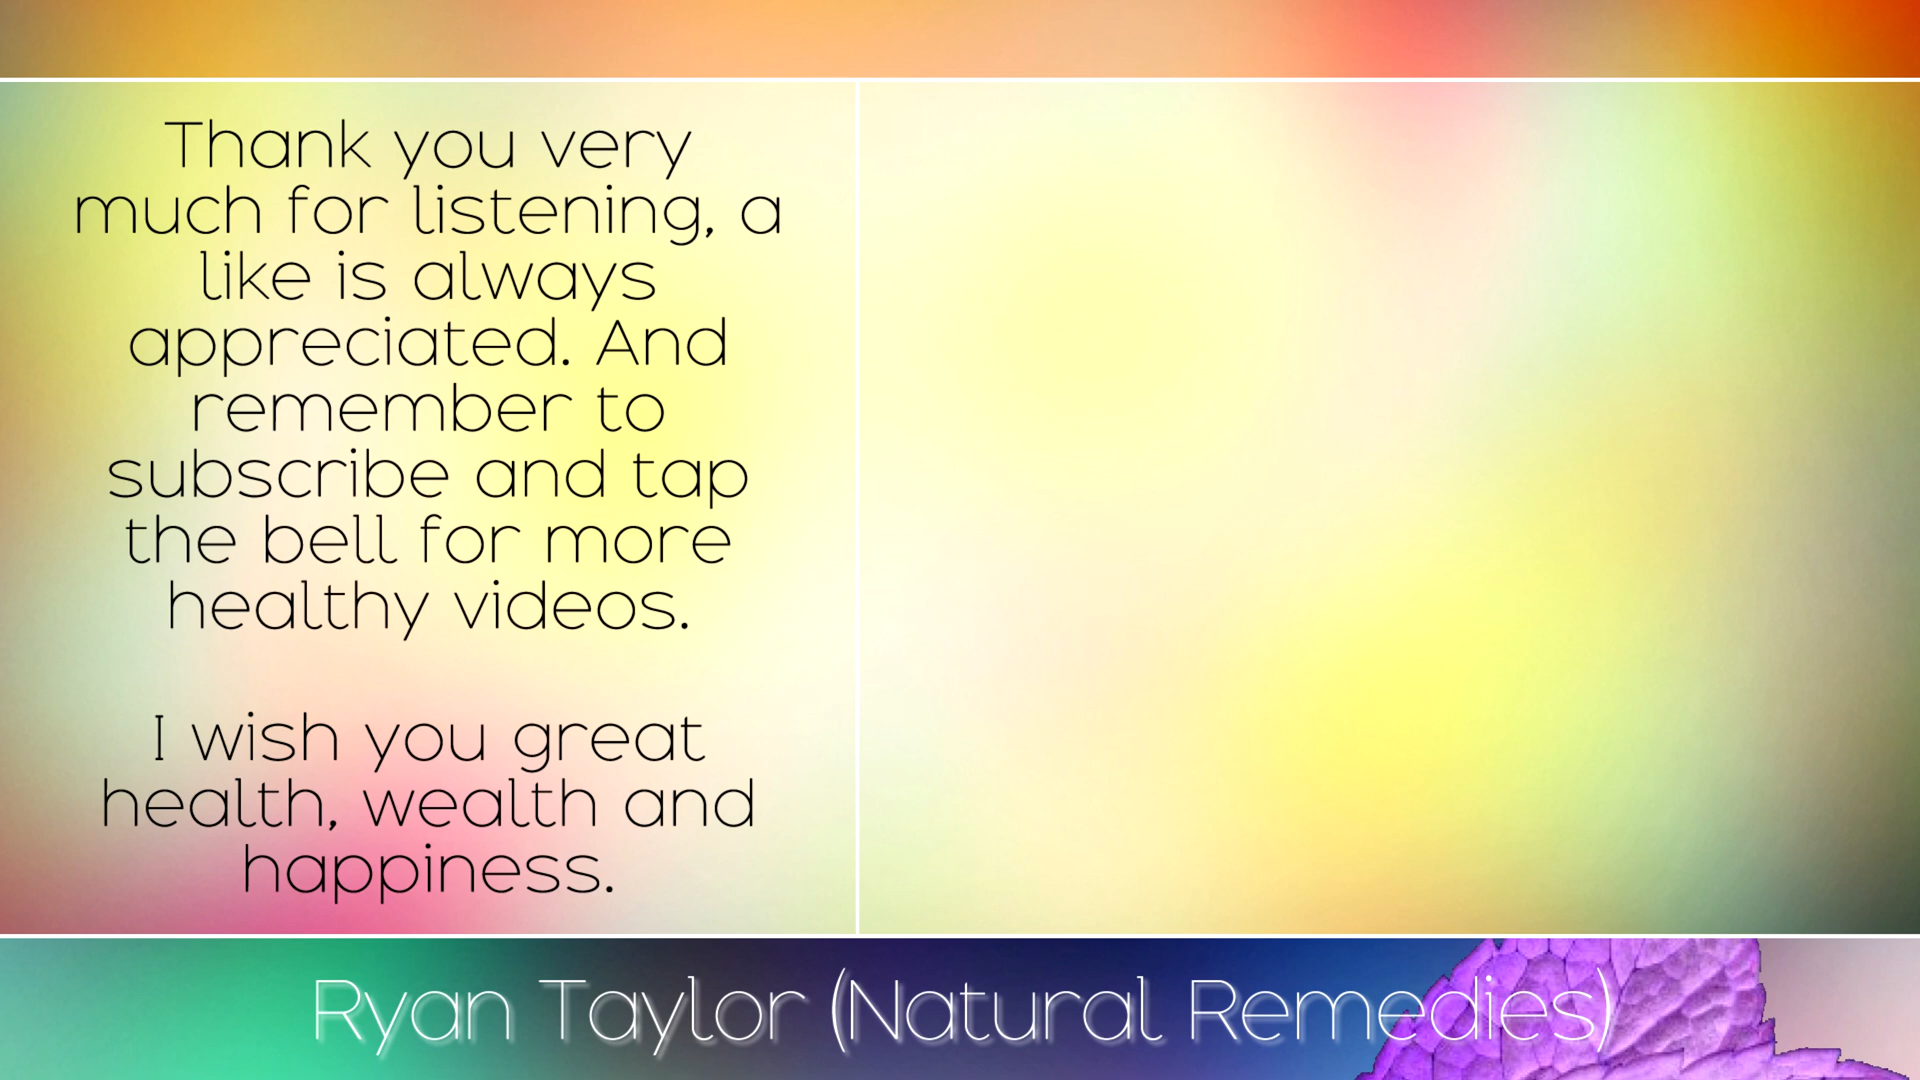 Thank you very
much for listening, a
like is always
appreciated. And
remember to
subscribe and tap
the bell for more
healthy videos.
I wish you great
health, wealth and
happiness.
Ryan Taylor (Natural Remedies)